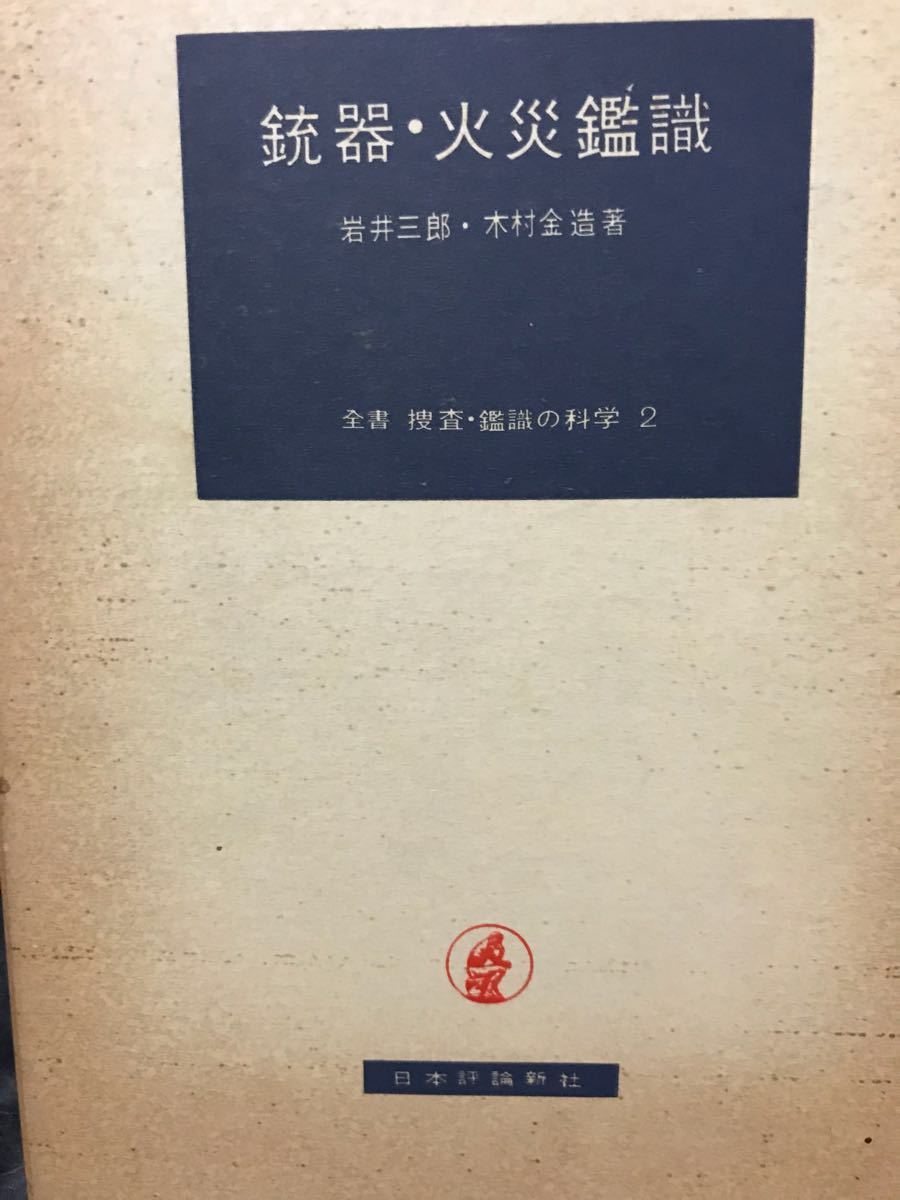 銃器・火災鑑識
岩井三郎・木村金造著
全書 捜査・鑑識の科学 2
日本評論新社